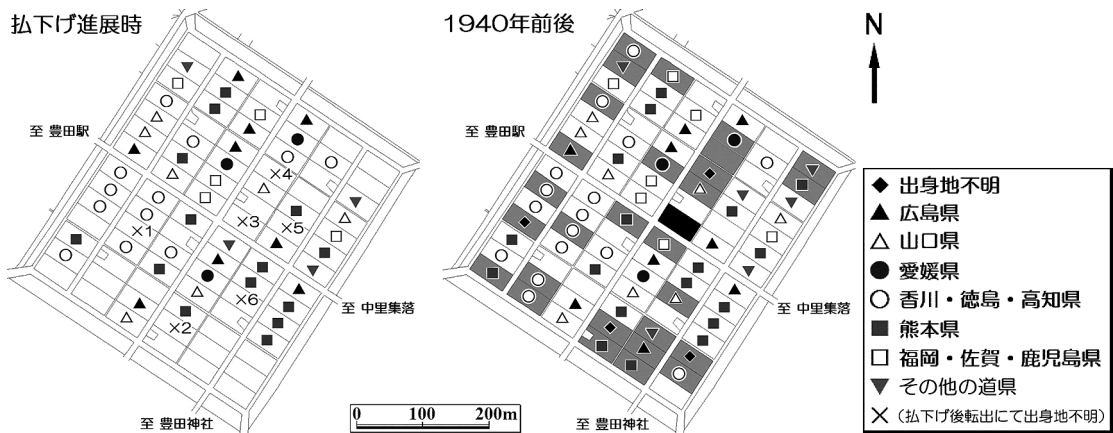 払下げ進展時
1940年前後
N
至 豊田駅
至 豊田駅
×4
×3
×5
×1
×6
×2
至 中里集落
至 中里集落
至 豊田神社
至 豊田神社
0 100 200m
◆ 出身地不明
▲ 広島県
△ 山口県
● 愛媛県
○ 香川・徳島・高知県
■ 熊本県
□ 福岡・佐賀・鹿児島県
▼ その他の道県
× (払下げ後転出にて出身地不明)